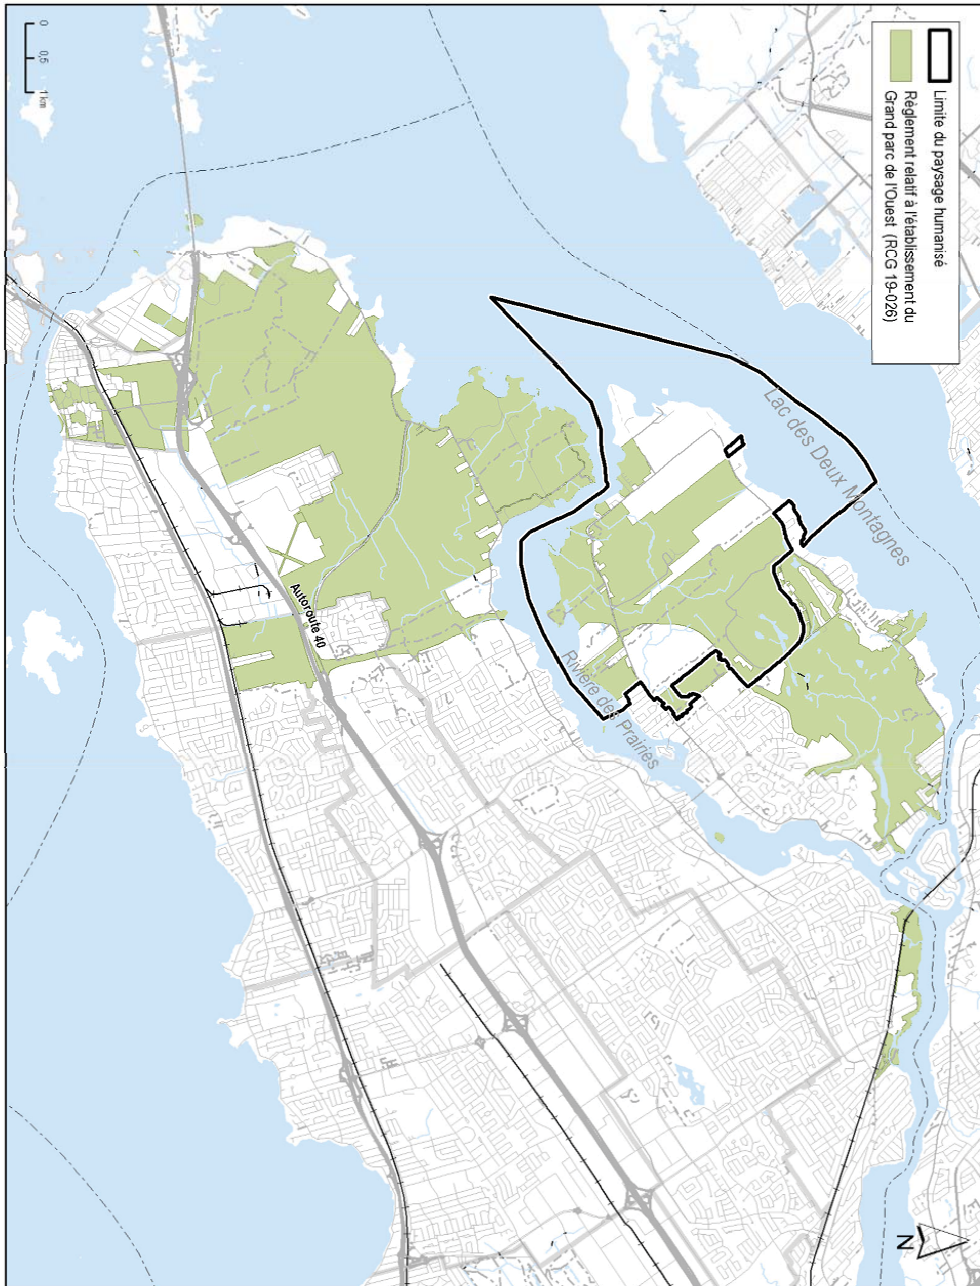 Limite du paysage humanisé
Règlement relatif à l'établissement du
Grand parc de l'Ouest (RCG 19-026)
0 0,5 1 km
Lac des Deux Montagnes
Rivière des Prairies
Autoroute 40
N